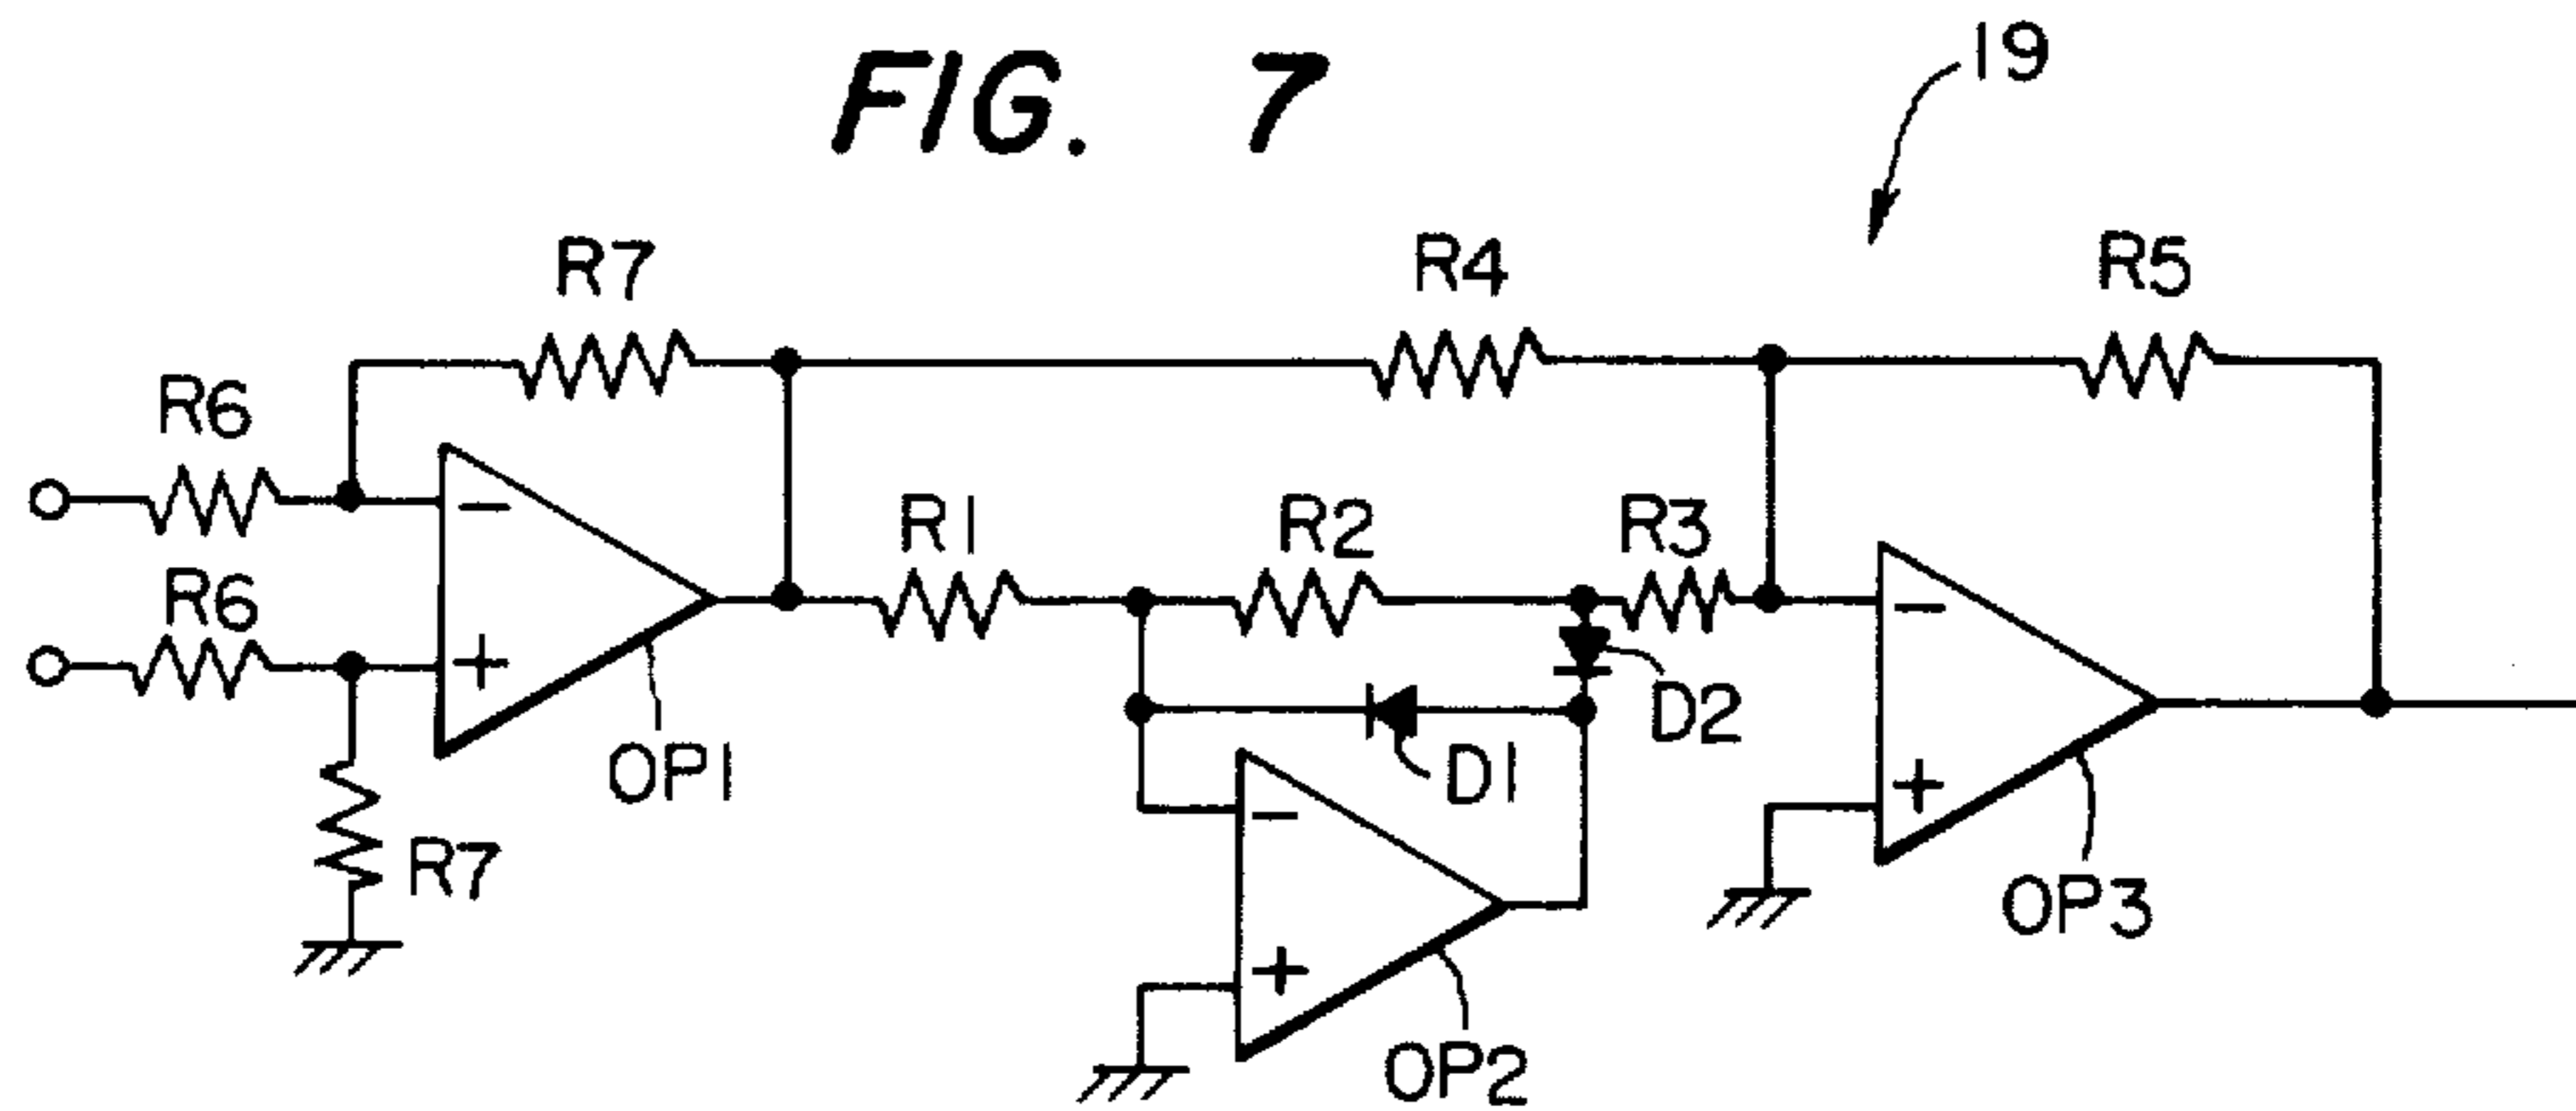 FIG. 7
19
R7
R4
R5
R6
R1
R2
R3
R6
-
+
OP1
R7
D2
D1
-
+
OP2
-
+
OP3